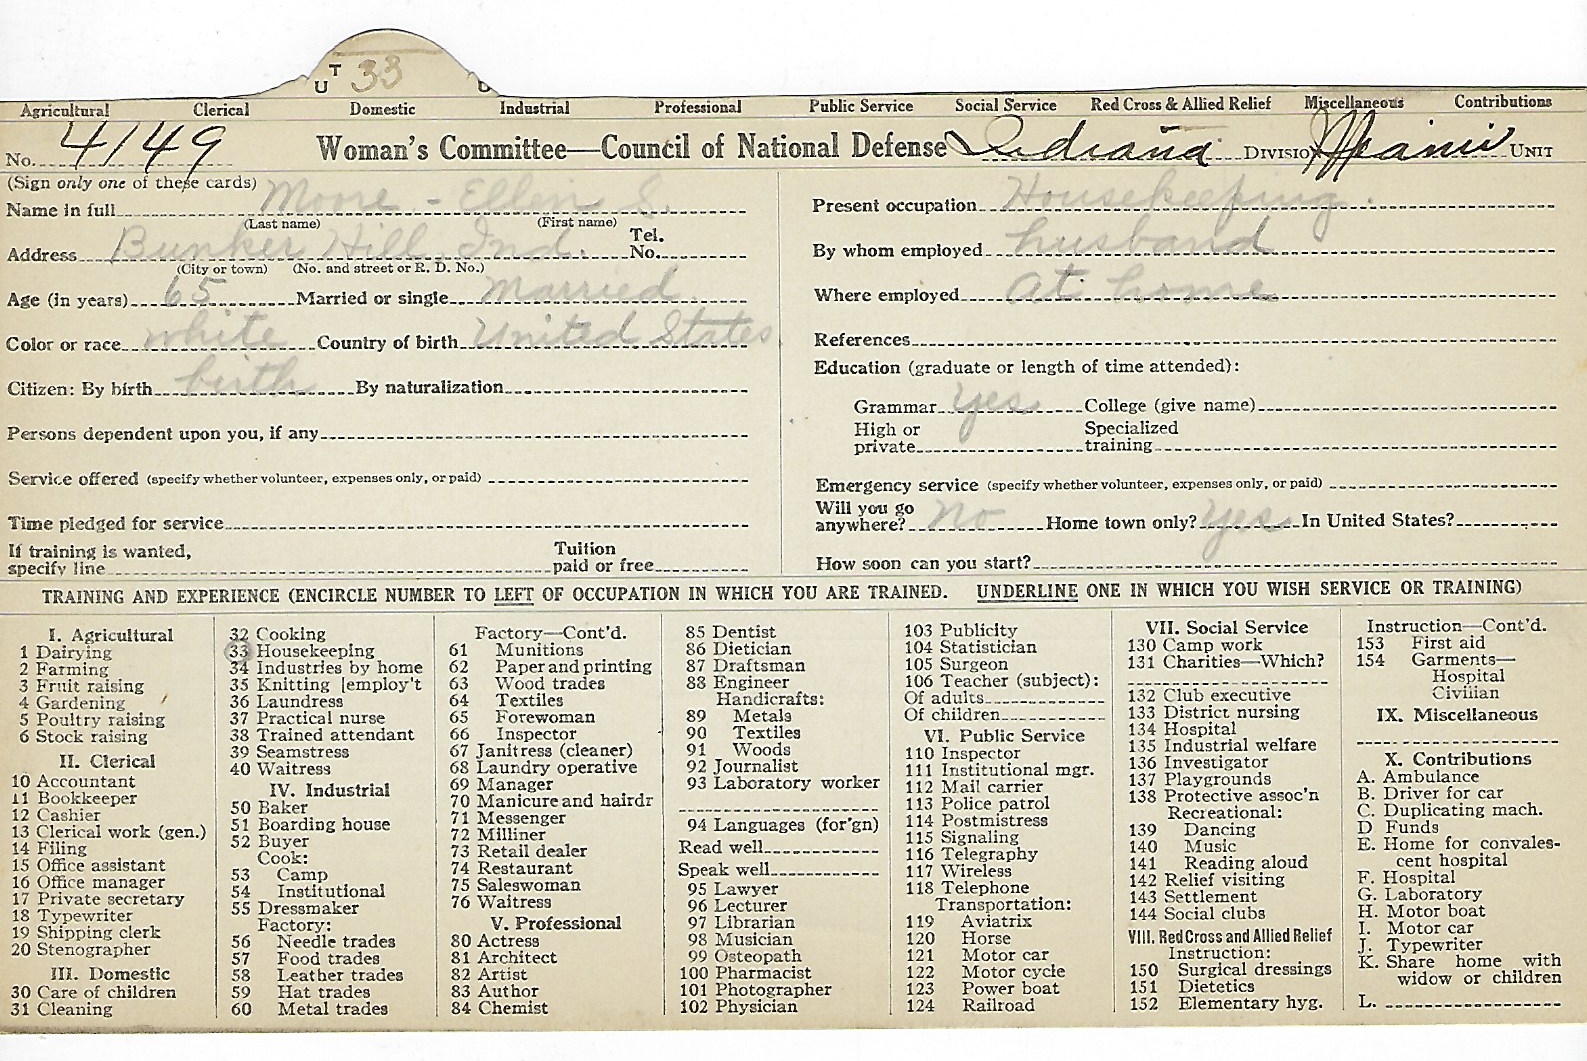 U T 33 U
Agricultural Clerical Domestic Industrial Professional Public Service Social Service Red Cross & Allied Relief Miscellaneous Contributions
No. 4149 Woman's Committee—Council of National Defense Indiana DIVISION Miami UNIT
(Sign only one of these cards)
Name in full Moore - Ellen S.
(Last name) (First name)
Address Bunker Hill, Ind. Tel. No.
(City or town) (No. and street or R. D. No.)
Age (in years) 65 Married or single Married
Color or race white Country of birth United States
Citizen: By birth birth By naturalization
Persons dependent upon you, if any
Service offered (specify whether volunteer, expenses only, or paid)
Time pledged for service
If training is wanted, specify line Tuition paid or free
Present occupation Housekeeping.
By whom employed husband
Where employed at home
References
Education (graduate or length of time attended):
Grammar yes College (give name)
High or private Specialized training
Emergency service (specify whether volunteer, expenses only, or paid)
Will you go anywhere? no Home town only? yes In United States?
How soon can you start?
TRAINING AND EXPERIENCE (ENCIRCLE NUMBER TO LEFT OF OCCUPATION IN WHICH YOU ARE TRAINED. UNDERLINE ONE IN WHICH YOU WISH SERVICE OR TRAINING)
I. Agricultural
1 Dairying
2 Farming
3 Fruit raising
4 Gardening
5 Poultry raising
6 Stock raising
II. Clerical
10 Accountant
11 Bookkeeper
12 Cashier
13 Clerical work (gen.)
14 Filing
15 Office assistant
16 Office manager
17 Private secretary
18 Typewriter
19 Shipping clerk
20 Stenographer
III. Domestic
30 Care of children
31 Cleaning
32 Cooking
33 Housekeeping
34 Industries by home
35 Knitting [employ't
36 Laundress
37 Practical nurse
38 Trained attendant
39 Seamstress
40 Waitress
IV. Industrial
50 Baker
51 Boarding house
52 Buyer
Cook:
53 Camp
54 Institutional
55 Dressmaker
Factory:
56 Needle trades
57 Food trades
58 Leather trades
59 Hat trades
60 Metal trades
Factory—Cont'd.
61 Munitions
62 Paper and printing
63 Wood trades
64 Textiles
65 Forewoman
66 Inspector
67 Janitress (cleaner)
68 Laundry operative
69 Manager
70 Manicure and hairdr
71 Messenger
72 Milliner
73 Retail dealer
74 Restaurant
75 Saleswoman
76 Waitress
V. Professional
80 Actress
81 Architect
82 Artist
83 Author
84 Chemist
85 Dentist
86 Dietician
87 Draftsman
88 Engineer
Handicrafts:
89 Metals
90 Textiles
91 Woods
92 Journalist
93 Laboratory worker
94 Languages (for'gn)
Read well
Speak well
95 Lawyer
96 Lecturer
97 Librarian
98 Musician
99 Osteopath
100 Pharmacist
101 Photographer
102 Physician
103 Publicity
104 Statistician
105 Surgeon
106 Teacher (subject):
Of adults
Of children
VI. Public Service
110 Inspector
111 Institutional mgr.
112 Mail carrier
113 Police patrol
114 Postmistress
115 Signaling
116 Telegraphy
117 Wireless
118 Telephone
Transportation:
119 Aviatrix
120 Horse
121 Motor car
122 Motor cycle
123 Power boat
124 Railroad
VII. Social Service
130 Camp work
131 Charities—Which?
132 Club executive
133 District nursing
134 Hospital
135 Industrial welfare
136 Investigator
137 Playgrounds
138 Protective assoc'n
Recreational:
139 Dancing
140 Music
141 Reading aloud
142 Relief visiting
143 Settlement
144 Social clubs
VIII. Red Cross and Allied Relief
Instruction:
150 Surgical dressings
151 Dietetics
152 Elementary hyg.
Instruction—Cont'd.
153 First aid
154 Garments—
Hospital
Civilian
IX. Miscellaneous
X. Contributions
A. Ambulance
B. Driver for car
C. Duplicating mach.
D Funds
E. Home for convales-
cent hospital
F. Hospital
G. Laboratory
H. Motor boat
I. Motor car
J. Typewriter
K. Share home with
widow or children
L.